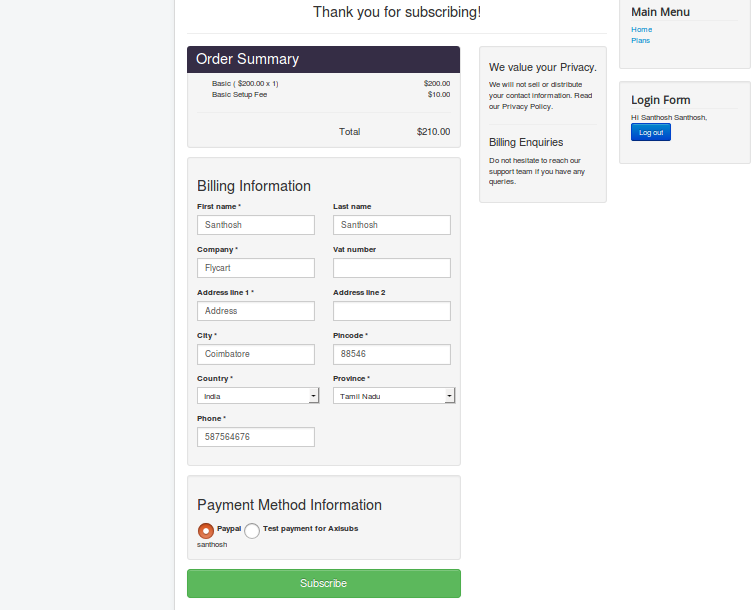 Thank you for subscribing!
Order Summary
Basic ( $200.00 x 1) $200.00
Basic Setup Fee $10.00
Total $210.00
Billing Information
First name * Last name
Santhosh Santhosh
Company * Vat number
Flycart
Address line 1 * Address line 2
Address
City * Pincode *
Coimbatore 88546
Country * Province *
India Tamil Nadu
Phone *
587564676
Payment Method Information
Paypal Test payment for Axisubs
santhosh
Subscribe
We value your Privacy.
We will not sell or distribute
your contact information. Read
our Privacy Policy.
Billing Enquiries
Do not hesitate to reach our
support team if you have any
queries.
Main Menu
Home
Plans
Login Form
Hi Santhosh Santhosh,
Log out